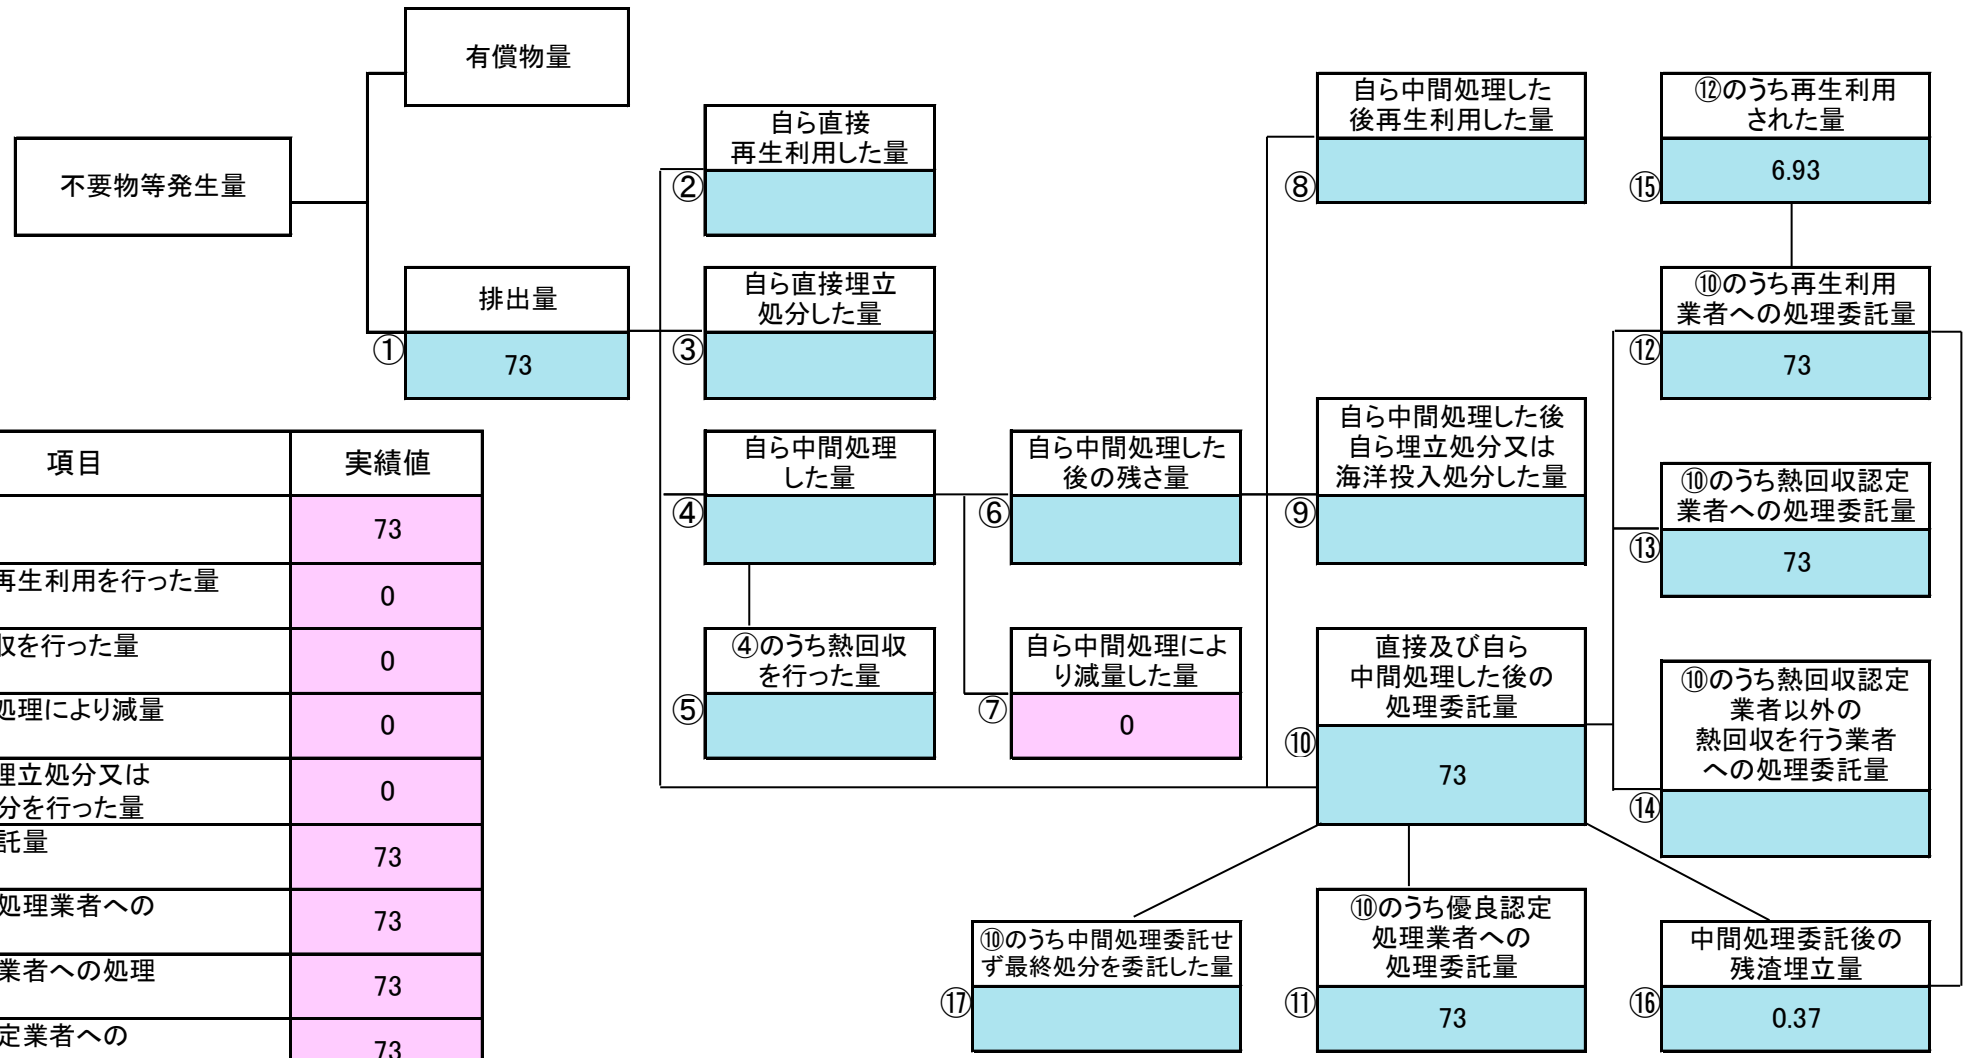 有償物量
不要物等発生量
排出量
①
73
自ら直接
再生利用した量
②
自ら直接埋立
処分した量
③
自ら中間処理
した量
④
④のうち熱回収
を行った量
⑤
自ら中間処理した
後の残さ量
⑥
自ら中間処理によ
り減量した量
⑦
0
自ら中間処理した
後再生利用した量
⑧
自ら中間処理した後
自ら埋立処分又は
海洋投入処分した量
⑨
直接及び自ら
中間処理した後の
処理委託量
⑩
73
⑫のうち再生利用
された量
⑮
6.93
⑩のうち再生利用
業者への処理委託量
⑫
73
⑩のうち熱回収認定
業者への処理委託量
⑬
73
⑩のうち熱回収認定
業者以外の
熱回収を行う業者
への処理委託量
⑭
⑩のうち中間処理委託せ
ず最終処分を委託した量
⑰
⑩のうち優良認定
処理業者への
処理委託量
⑪
73
中間処理委託後の
残渣埋立量
⑯
0.37
項目 実績値
73
再生利用を行った量
0
収を行った量
0
処理により減量
0
埋立処分又は
分を行った量
0
託量
73
処理業者への
73
業者への処理
73
定業者への
73